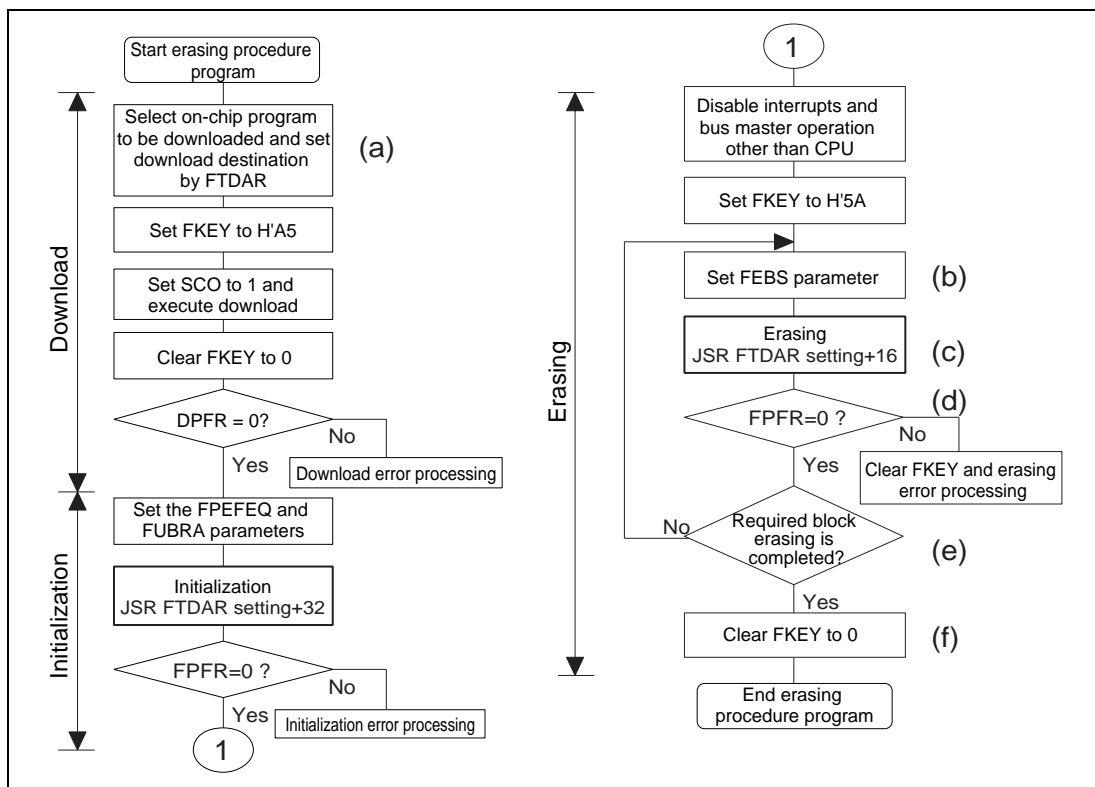 Start erasing procedure
program
Download
Select on-chip program
to be downloaded and set
download destination
by FTDAR
(a)
Set FKEY to H'A5
Set SCO to 1 and
execute download
Clear FKEY to 0
DPFR = 0?
No
Yes
Download error processing
Initialization
Set the FPEFEQ and
FUBRA parameters
Initialization
JSR FTDAR setting+32
FPFR=0 ?
No
Yes
Initialization error processing
1
1
Erasing
Disable interrupts and
bus master operation
other than CPU
Set FKEY to H'5A
Set FEBS parameter
(b)
Erasing
JSR FTDAR setting+16
(c)
(d)
FPFR=0 ?
No
Yes
Clear FKEY and erasing
error processing
No
Required block
erasing is
completed?
(e)
Yes
Clear FKEY to 0
(f)
End erasing
procedure program